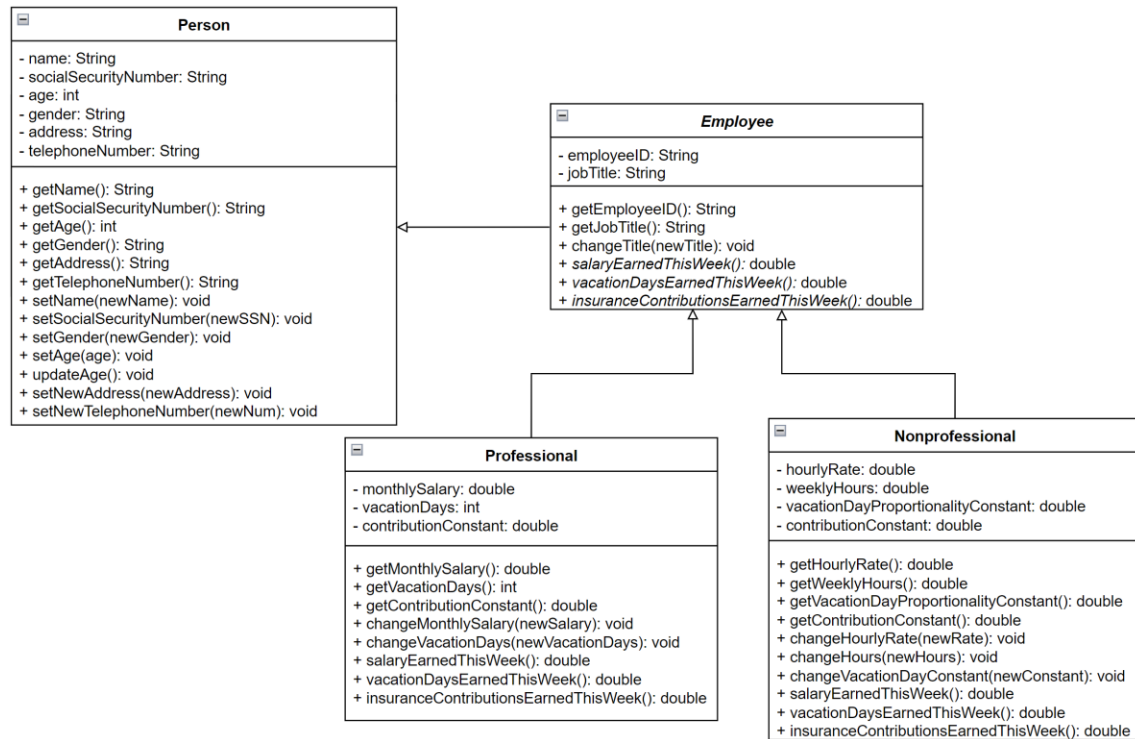 Person
- name: String
- socialSecurityNumber: String
- age: int
- gender: String
- address: String
- telephoneNumber: String
+ getName(): String
+ getSocialSecurityNumber(): String
+ getAge(): int
+ getGender(): String
+ getAddress(): String
+ getTelephoneNumber(): String
+ setName(newName): void
+ setSocialSecurityNumber(newSSN): void
+ setGender(newGender): void
+ setAge(age): void
+ updateAge(): void
+ setNewAddress(newAddress): void
+ setNewTelephoneNumber(newNum): void
Employee
- employeeID: String
- jobTitle: String
+ getEmployeeID(): String
+ getJobTitle(): String
+ changeTitle(newTitle): void
+ salaryEarnedThisWeek(): double
+ vacationDaysEarnedThisWeek(): double
+ insuranceContributionsEarnedThisWeek(): double
Professional
- monthlySalary: double
- vacationDays: int
- contributionConstant: double
+ getMonthlySalary(): double
+ getVacationDays(): int
+ getContributionConstant(): double
+ changeMonthlySalary(newSalary): void
+ changeVacationDays(newVacationDays): void
+ salaryEarnedThisWeek(): double
+ vacationDaysEarnedThisWeek(): double
+ insuranceContributionsEarnedThisWeek(): double
Nonprofessional
- hourlyRate: double
- weeklyHours: double
- vacationDayProportionalityConstant: double
- contributionConstant: double
+ getHourlyRate(): double
+ getWeeklyHours(): double
+ getVacationDayProportionalityConstant(): double
+ getContributionConstant(): double
+ changeHourlyRate(newRate): void
+ changeHours(newHours): void
+ changeVacationDayConstant(newConstant): void
+ salaryEarnedThisWeek(): double
+ vacationDaysEarnedThisWeek(): double
+ insuranceContributionsEarnedThisWeek(): double